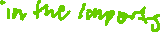 in the imports